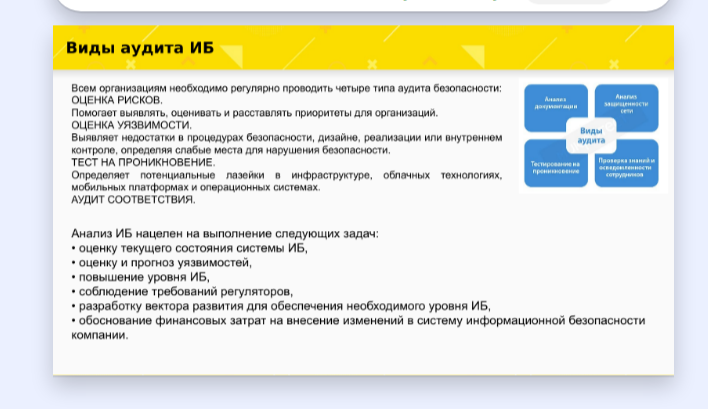 Виды аудита ИБ
Всем организациям необходимо регулярно проводить четыре типа аудита безопасности:
ОЦЕНКА РИСКОВ.
Помогает выявлять, оценивать и расставлять приоритеты для организаций.
ОЦЕНКА УЯЗВИМОСТИ.
Выявляет недостатки в процедурах безопасности, дизайне, реализации или внутреннем
контроле, определяя слабые места для нарушения безопасности.
ТЕСТ НА ПРОНИКНОВЕНИЕ.
Определяет потенциальные лазейки в инфраструктуре, облачных технологиях,
мобильных платформах и операционных системах.
АУДИТ СООТВЕТСТВИЯ.
Анализ
документации
Анализ
защищенности
сети
Виды
аудита
Тестирование на
проникновение
Проверка знаний и
осведомленности
сотрудников
Анализ ИБ нацелен на выполнение следующих задач:
• оценку текущего состояния системы ИБ,
• оценку и прогноз уязвимостей,
• повышение уровня ИБ,
• соблюдение требований регуляторов,
• разработку вектора развития для обеспечения необходимого уровня ИБ,
• обоснование финансовых затрат на внесение изменений в систему информационной безопасности
компании.